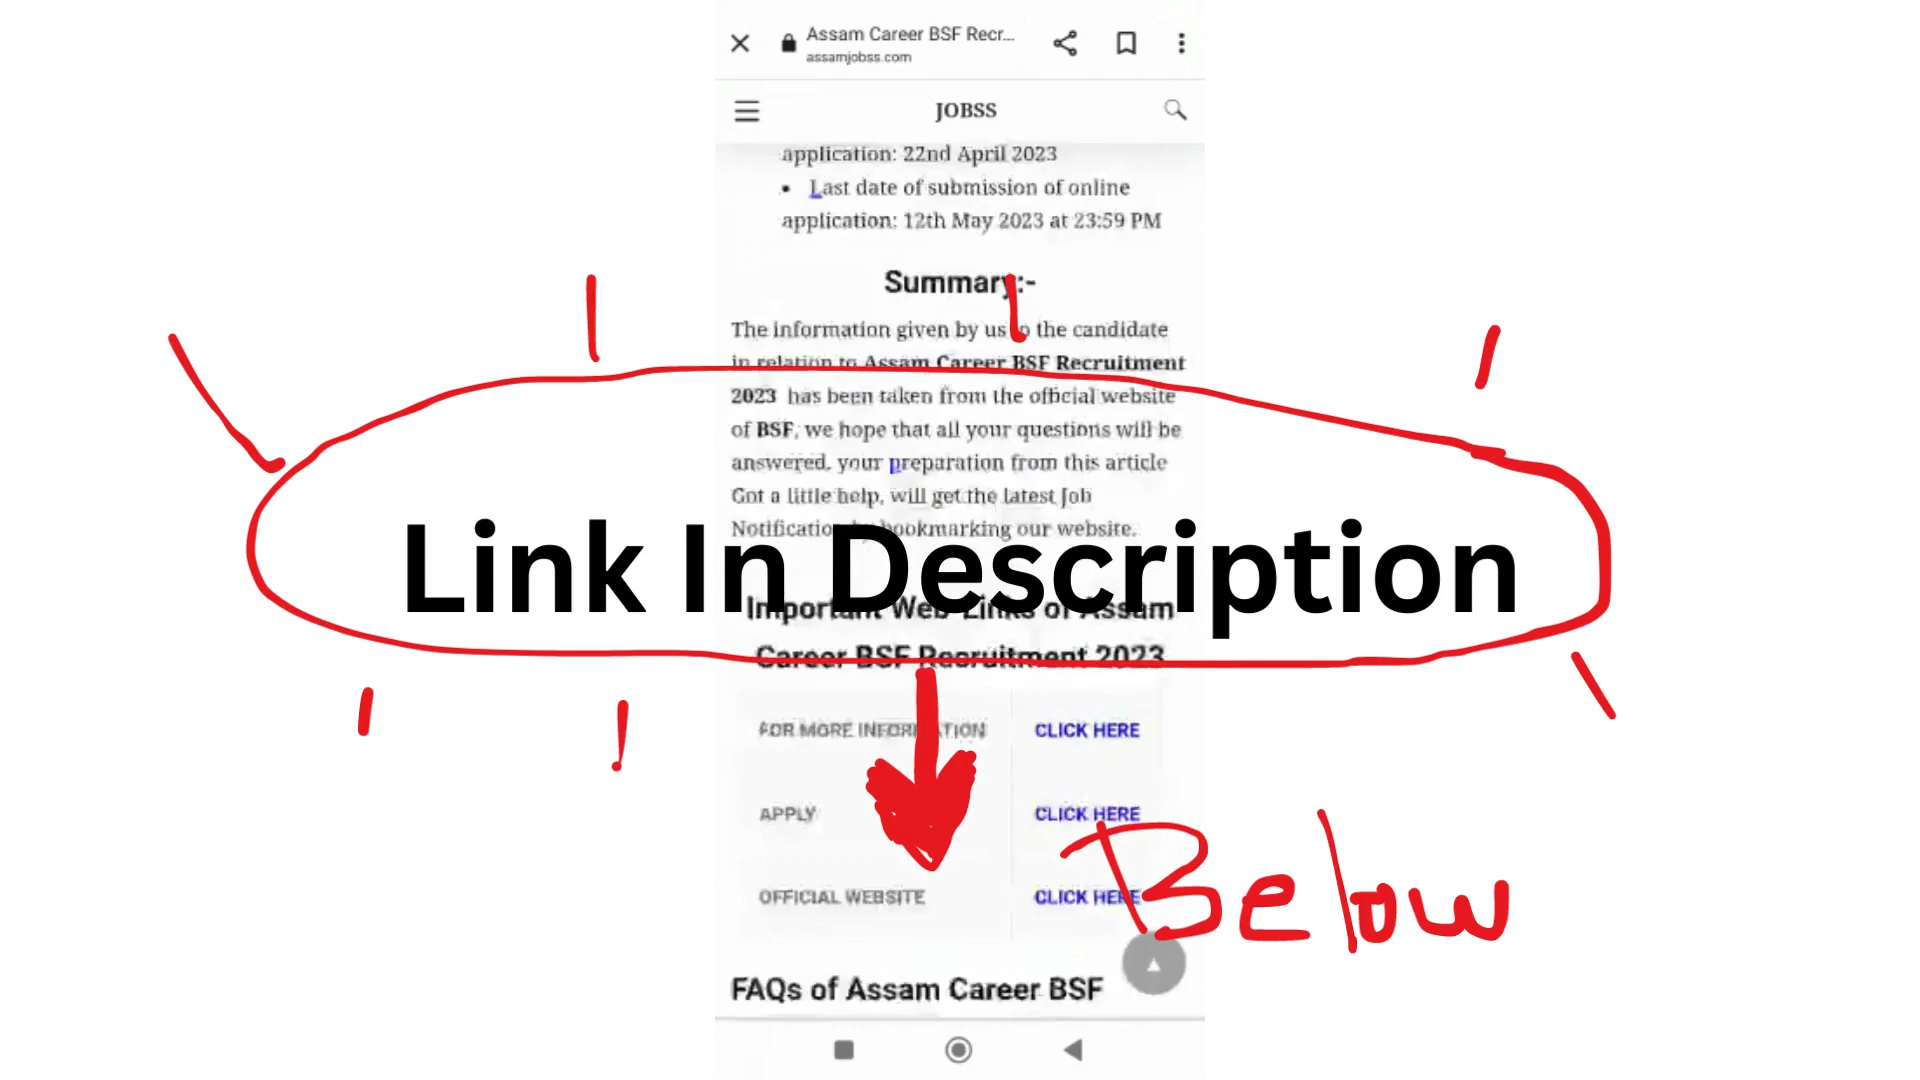 Assam Career BSF Recr...
assamjobss.com
JOBSS
application: 22nd April 2023
• Last date of submission of online
application: 12th May 2023 at 23:59 PM
Summary:-
The information given by us to the candidate
in relation to Assam Career BSF Recruitment
2023 has been taken from the official website
of BSF, we hope that all your questions will be
answered, your preparation from this article
Got a little help, will get the latest Job
Notification by bookmarking our website.
Link In Description
Important Web-Links of Assam
Career BSF Recruitment 2023
FOR MORE INFORMATION CLICK HERE
APPLY CLICK HERE
OFFICIAL WEBSITE CLICK HERE
Below
FAQs of Assam Career BSF